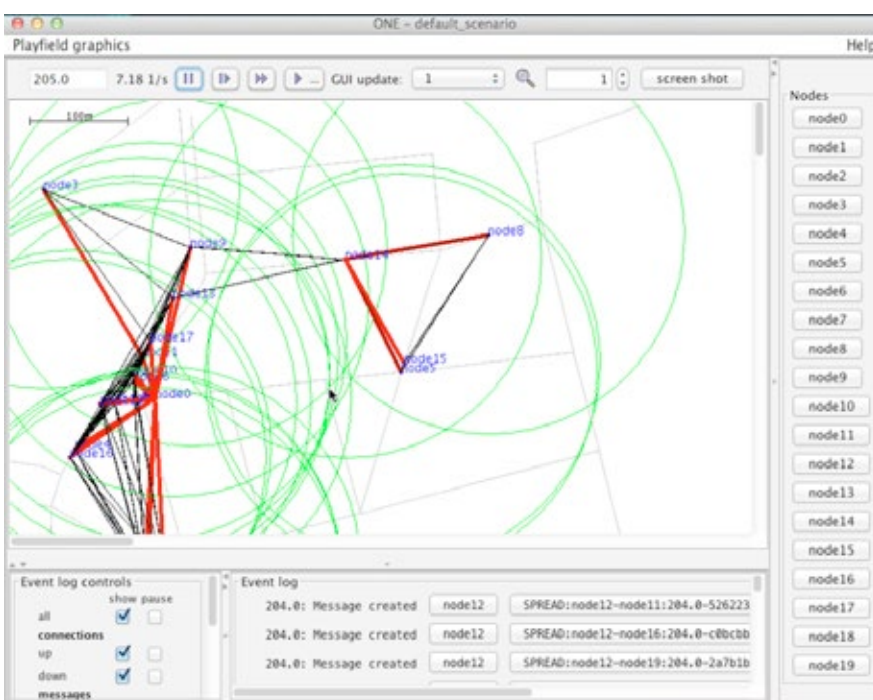 ONE - default_scenario
Playfield graphics
Help
205.0 7.18 1/s GUI update: 1 1 screen shot
Nodes
100m
node0
node1
node2
node3
node4
node5
node6
node7
node8
node9
node10
node11
node12
node13
node14
node15
node16
node17
node18
node19
node3
node9
node8
node14
node13
node17
node15
node5
node0
node16
Event log controls
show pause
all
connections
up
down
messages
Event log
204.0: Message created node12 SPREAD:node12-node11:204.0-526223
204.0: Message created node12 SPREAD:node12-node16:204.0-c0bcbb
204.0: Message created node12 SPREAD:node12-node19:204.0-2a7b1b